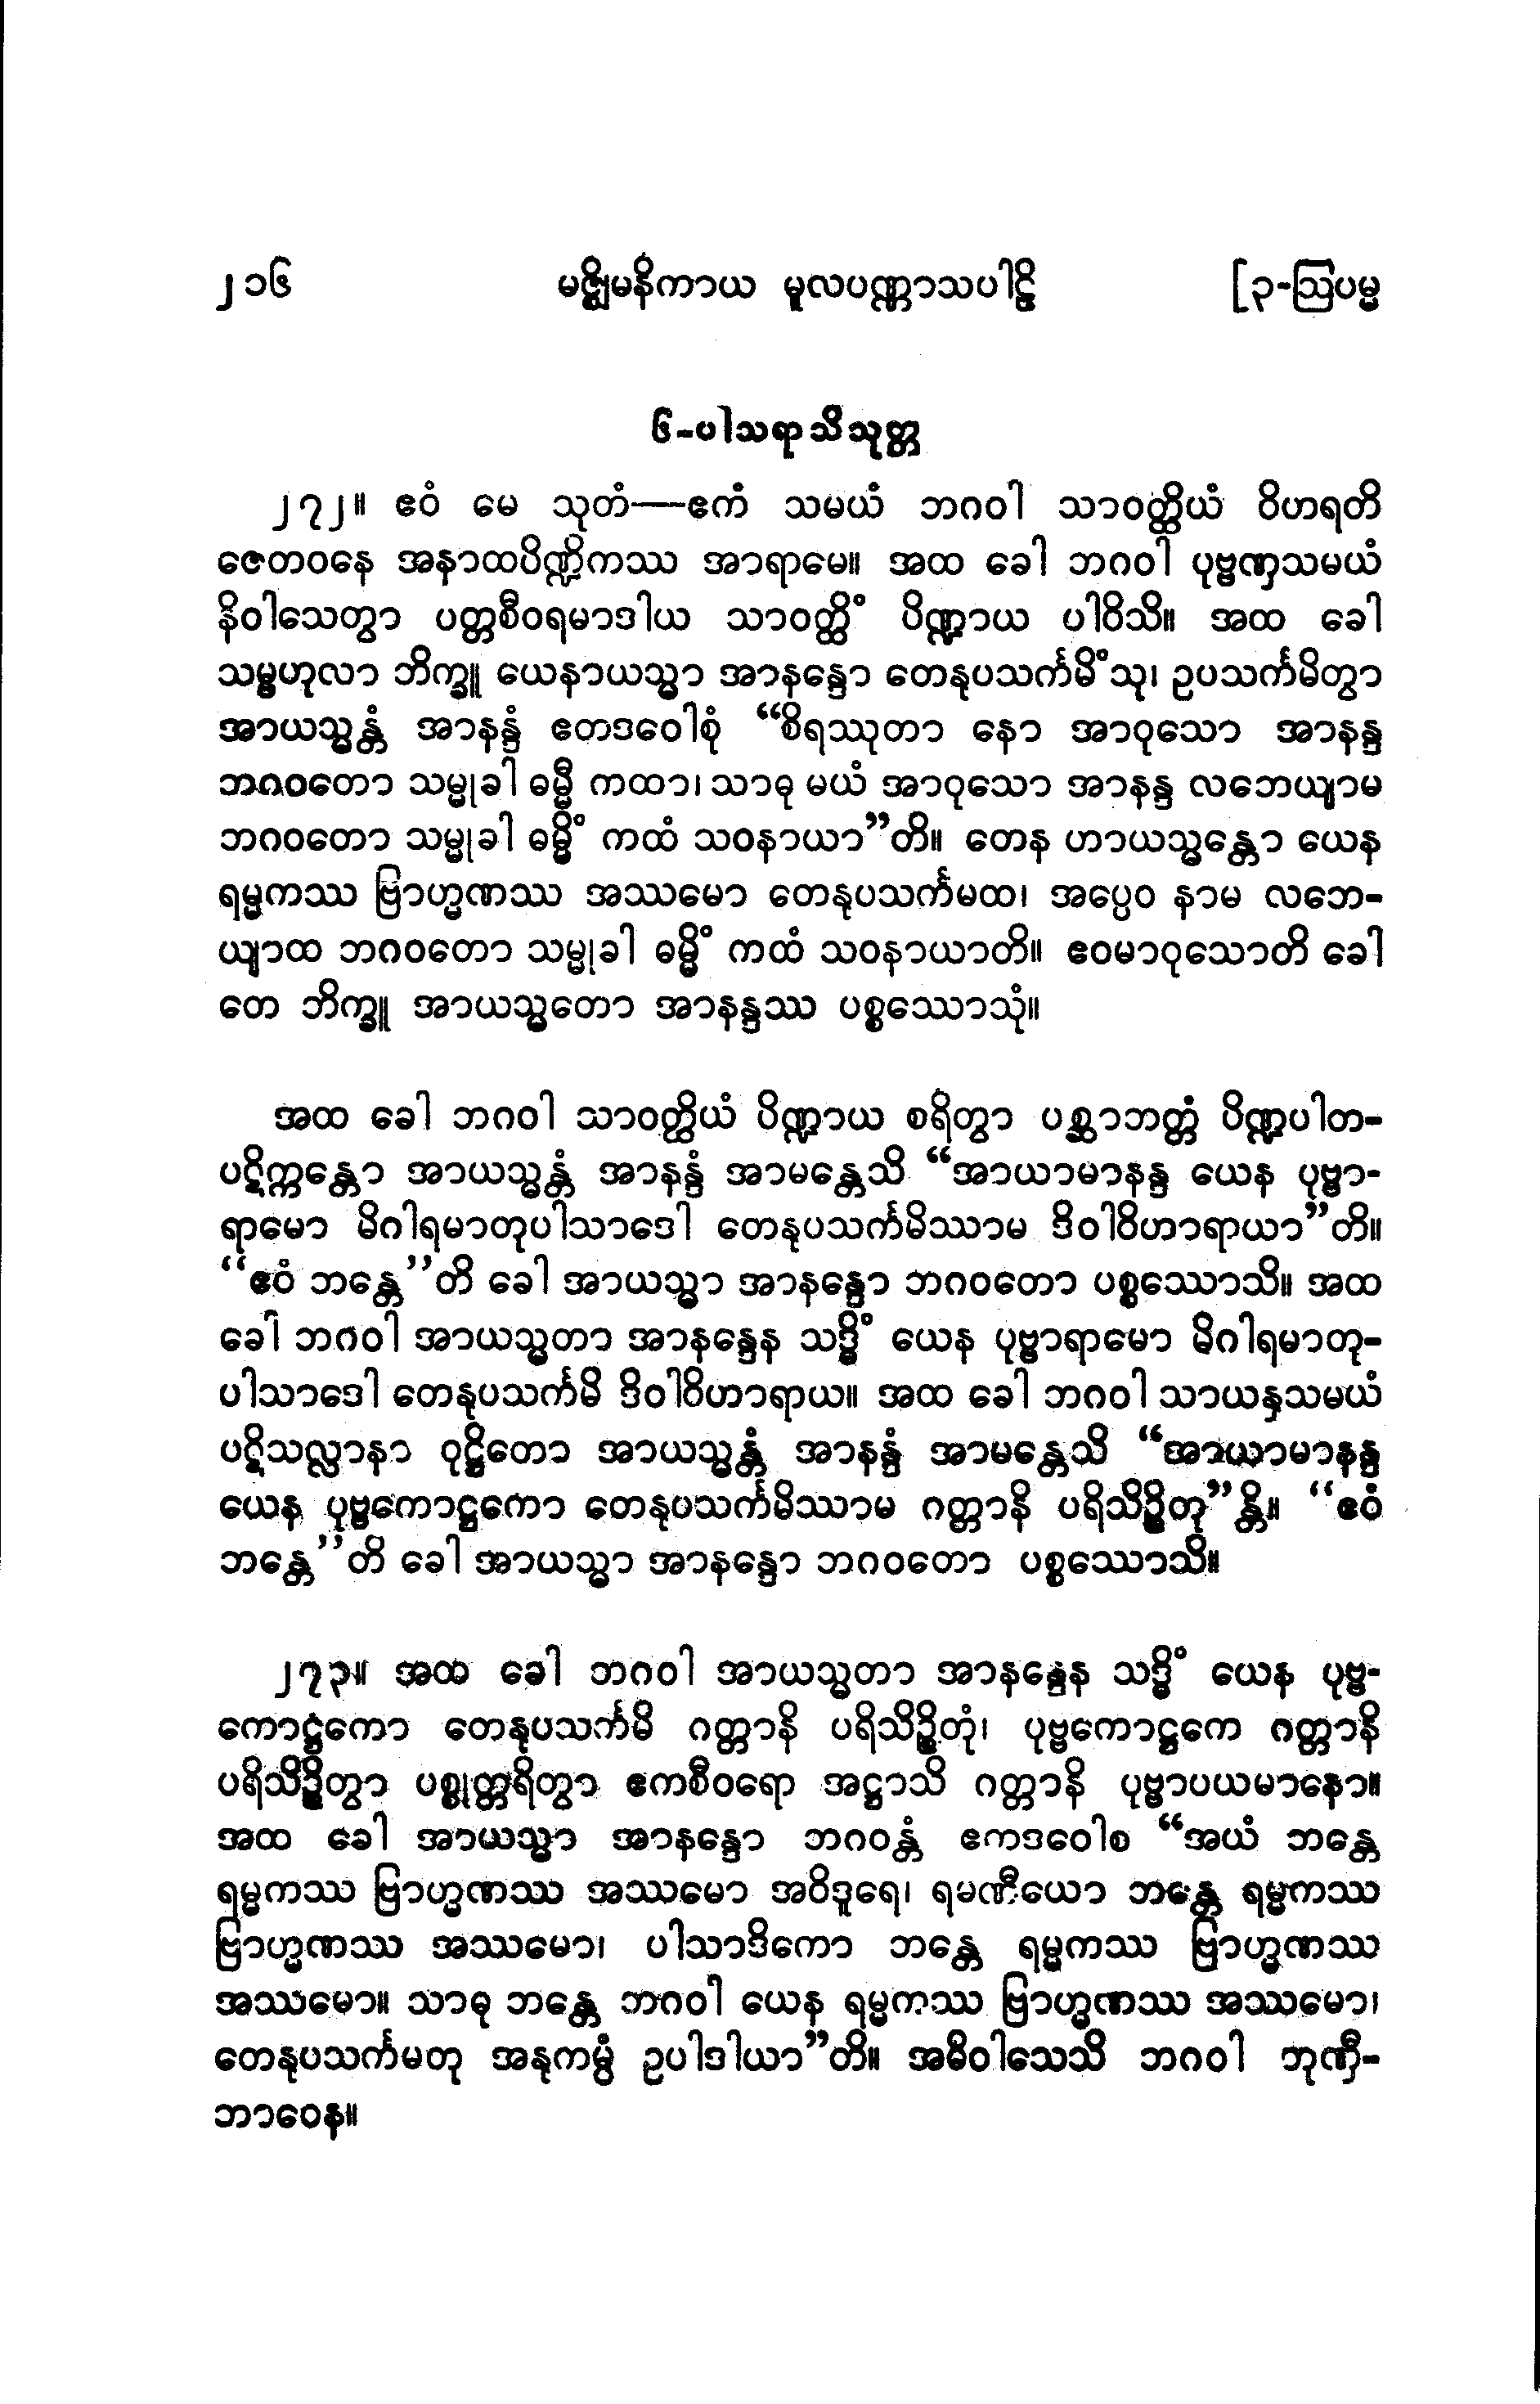 ၂၁၆ မဇ္ဈိမနိကာယ မူလပဏ္ဏာသပါဠိ [၃-ဩပမ္မ
၆-ပါသရာသိသုတ္တ
၂၇၂။ ဧဝံ မေ သုတံ—ဧကံ သမယံ ဘဂဝါ သာဝတ္ထိယံ ဝိဟရတိ
ဇေတဝနေ အနာထပိဏ္ဍိကဿ အာရာမေ။ အထ ခေါ ဘဂဝါ ပုဗ္ဗဏှသမယံ
နိဝါသေတွာ ပတ္တစီဝရမာဒါယ သာဝတ္ထိံ ပိဏ္ဍာယ ပါဝိသိ။ အထ ခေါ
သမ္ဗဟုလာ ဘိက္ခူ ယေနာယသ္မာ အာနန္ဒော တေနုပသင်္ကမိံသု၊ ဥပသင်္ကမိတွာ
အာယသ္မန္တံ အာနန္ဒံ ဧတဒဝေါစုံ “စိရဿုတာ နော အာဝုသော အာနန္ဒ
ဘဂဝတော သမ္မုခါ ဓမ္မီ ကထာ၊ သာဓု မယံ အာဝုသော အာနန္ဒ လဘေယျာမ
ဘဂဝတော သမ္မုခါ ဓမ္မိံ ကထံ သဝနာယာ”တိ။ တေန ဟာယသ္မန္တော ယေန
ရမ္မကဿ ဗြာဟ္မဏဿ အဿမော တေနုပသင်္ကမထ၊ အပ္ပေဝ နာမ လဘေ-
ယျာထ ဘဂဝတော သမ္မုခါ ဓမ္မိံ ကထံ သဝနာယာတိ။ ဧဝမာဝုသောတိ ခေါ
တေ ဘိက္ခူ အာယသ္မတော အာနန္ဒဿ ပစ္စဿောသုံ။
အထ ခေါ ဘဂဝါ သာဝတ္ထိယံ ပိဏ္ဍာယ စရိတွာ ပစ္ဆာဘတ္တံ ပိဏ္ဍပါတ-
ပဋိက္ကန္တော အာယသ္မန္တံ အာနန္ဒံ အာမန္တေသိ “အာယာမာနန္ဒ ယေန ပုဗ္ဗာ-
ရာမော မိဂါရမာတုပါသာဒေါ တေနုပသင်္ကမိဿာမ ဒိဝါဝိဟာရာယာ”တိ။
“ဧဝံ ဘန္တေ”တိ ခေါ အာယသ္မာ အာနန္ဒော ဘဂဝတော ပစ္စဿောသိ။ အထ
ခေါ ဘဂဝါ အာယသ္မတာ အာနန္ဒေန သဒ္ဓိံ ယေန ပုဗ္ဗာရာမော မိဂါရမာတု-
ပါသာဒေါ တေနုပသင်္ကမိ ဒိဝါဝိဟာရာယ။ အထ ခေါ ဘဂဝါ သာယနှသမယံ
ပဋိသလ္လာနာ ဝုဋ္ဌိတော အာယသ္မန္တံ အာနန္ဒံ အာမန္တေသိ “အာယာမာနန္ဒ
ယေန ပုဗ္ဗကောဋ္ဌကော တေနုပသင်္ကမိဿာမ ဂတ္တာနိ ပရိသိဉ္စိတု”န္တိ။ “ဧဝံ
ဘန္တေ”တိ ခေါ အာယသ္မာ အာနန္ဒော ဘဂဝတော ပစ္စဿောသိ။
၂၇၃။ အထ ခေါ ဘဂဝါ အာယသ္မတာ အာနန္ဒေန သဒ္ဓိံ ယေန ပုဗ္ဗ-
ကောဋ္ဌကော တေနုပသင်္ကမိ ဂတ္တာနိ ပရိသိဉ္စိတုံ၊ ပုဗ္ဗကောဋ္ဌကေ ဂတ္တာနိ
ပရိသိဉ္စိတွာ ပစ္စုတ္တရိတွာ ဧကစီဝရော အဋ္ဌာသိ ဂတ္တာနိ ပုဗ္ဗာပယမာနော။
အထ ခေါ အာယသ္မာ အာနန္ဒော ဘဂဝန္တံ ဧကဒဝေါစ “အယံ ဘန္တေ
ရမ္မကဿ ဗြာဟ္မဏဿ အဿမော အဝိဒူရေ၊ ရမဏီယော ဘန္တေ ရမ္မကဿ
ဗြာဟ္မဏဿ အဿမော၊ ပါသာဒိကော ဘန္တေ ရမ္မကဿ ဗြာဟ္မဏဿ
အဿမော။ သာဓု ဘန္တေ ဘဂဝါ ယေန ရမ္မကဿ ဗြာဟ္မဏဿ အဿမော၊
တေနုပသင်္ကမတု အနုကမ္ပံ ဥပါဒါယာ”တိ။ အဓိဝါသေသိ ဘဂဝါ ဘုဏှီ-
ဘာဝေန။